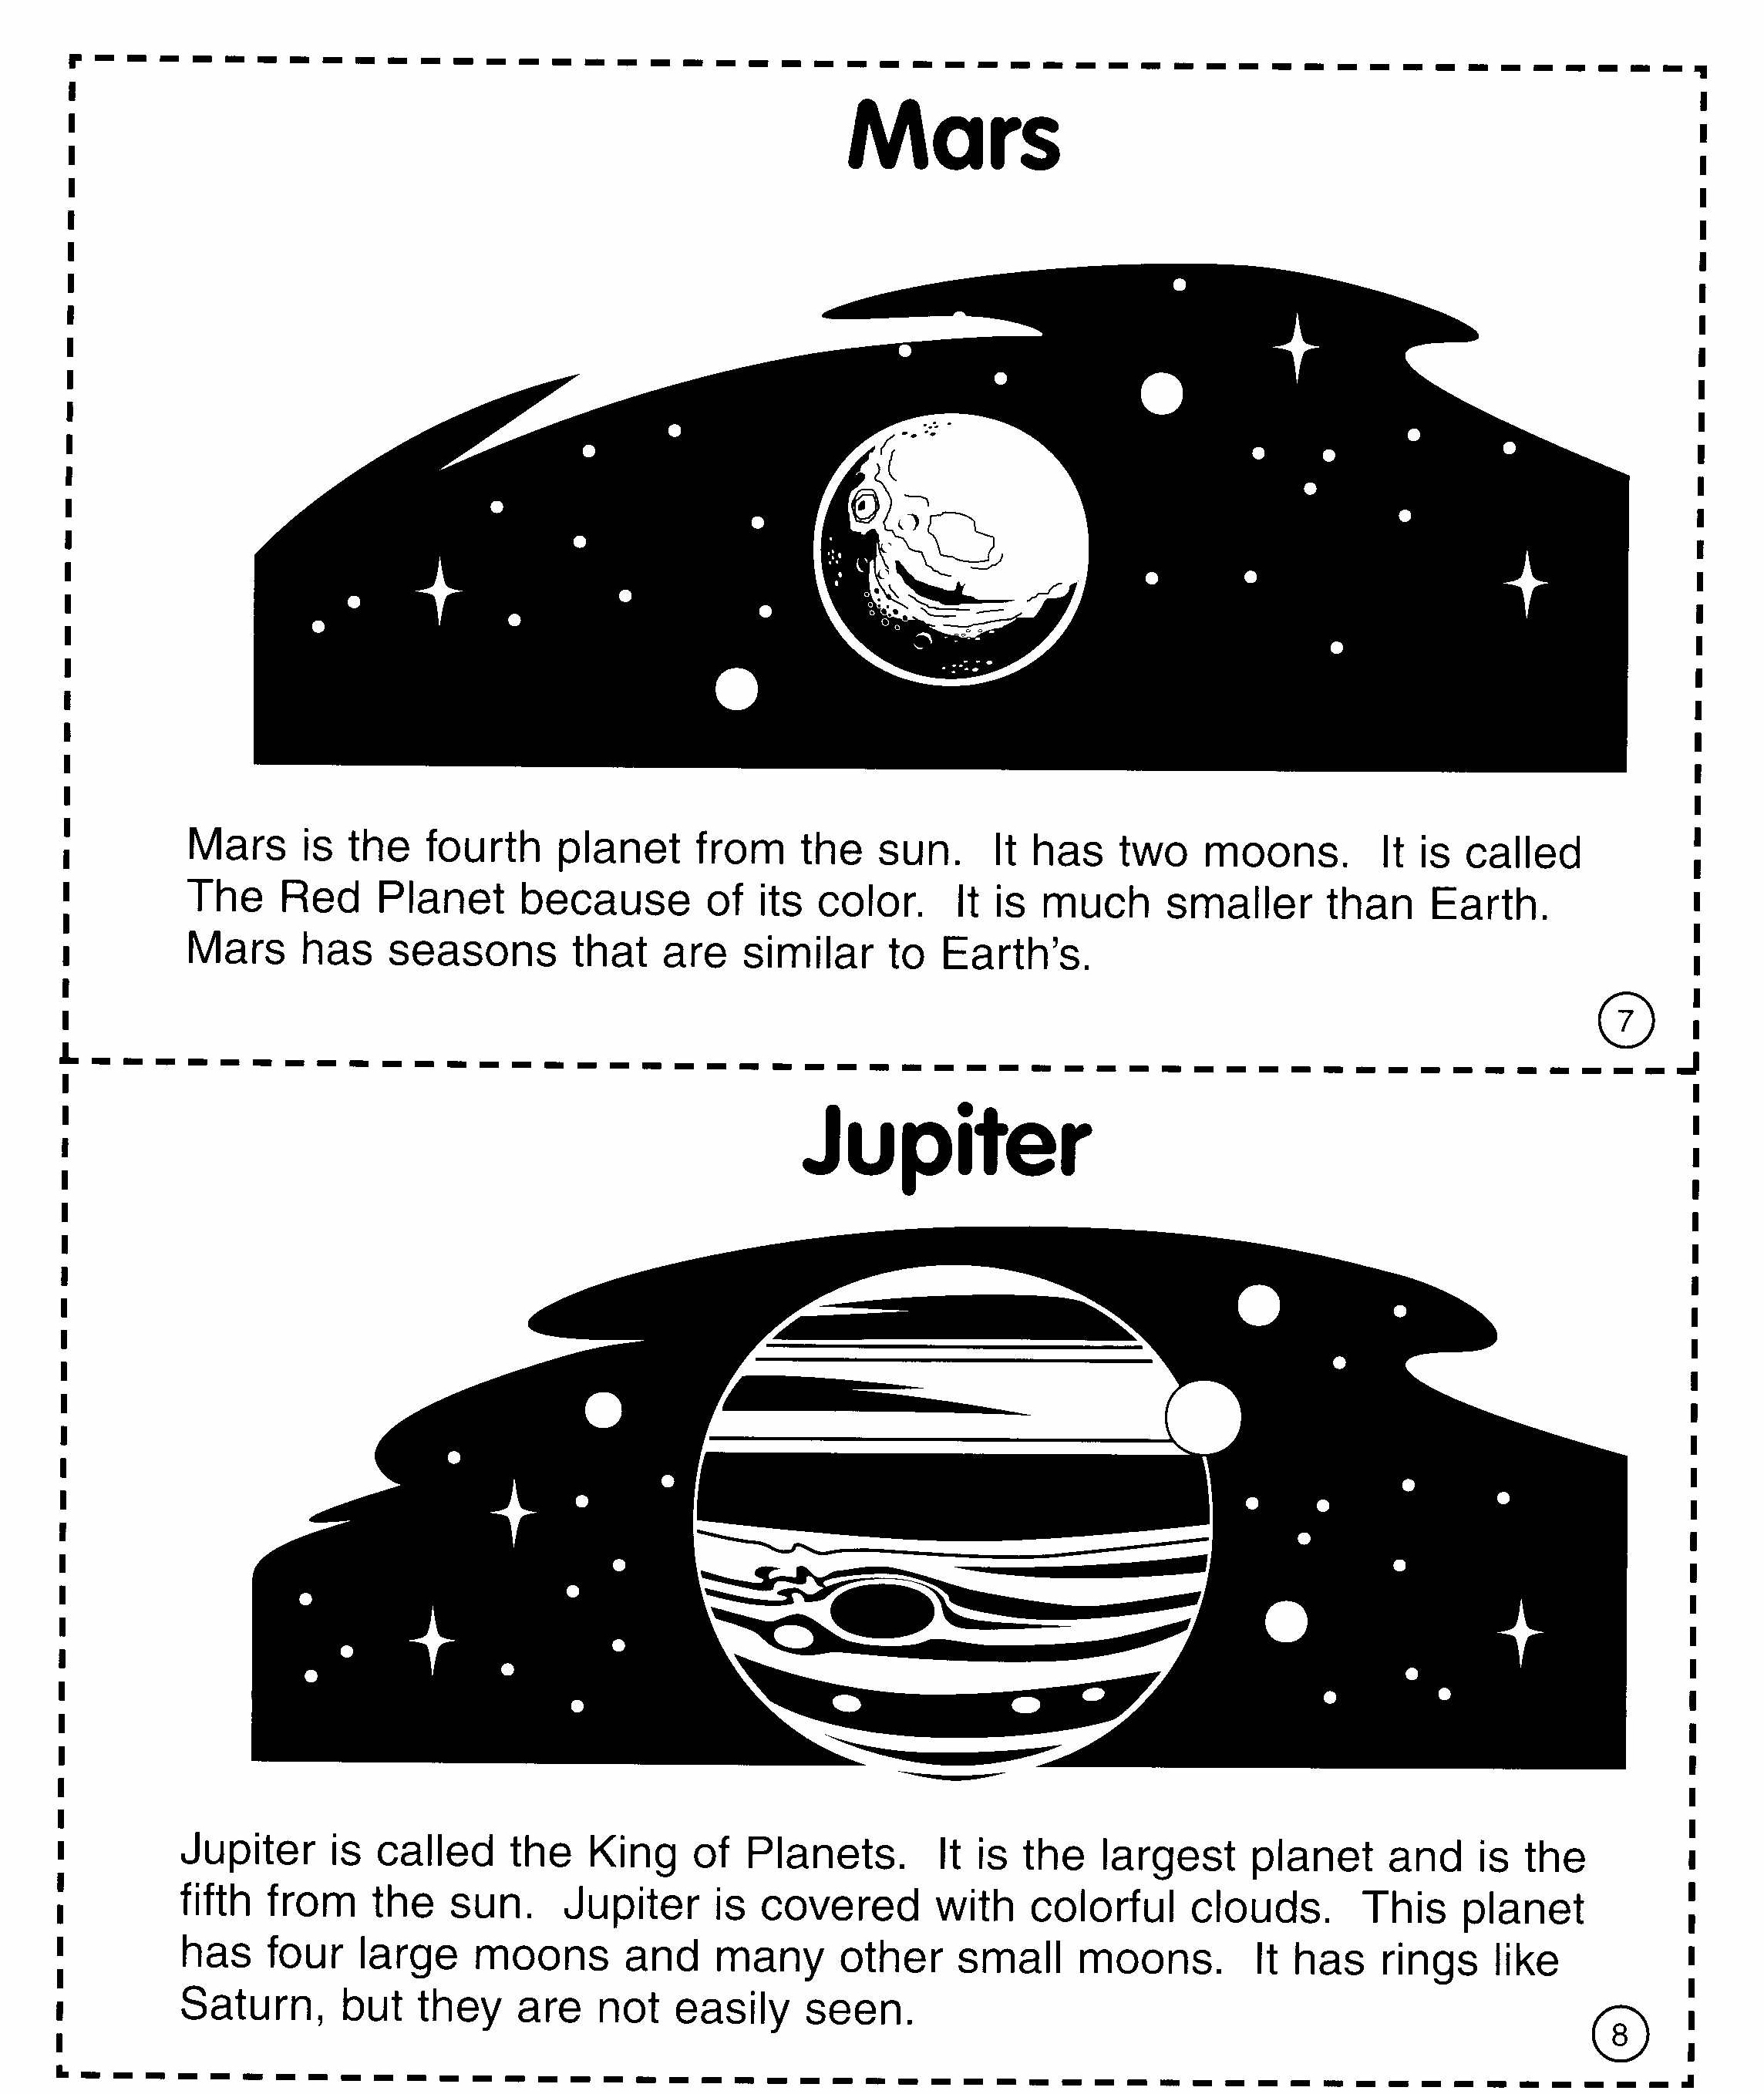 Mars
Mars is the fourth planet from the sun. It has two moons. It is called
The Red Planet because of its color. It is much smaller than Earth.
Mars has seasons that are similar to Earth's.
7
Jupiter
Jupiter is called the King of Planets. It is the largest planet and is the
fifth from the sun. Jupiter is covered with colorful clouds. This planet
has four large moons and many other small moons. It has rings like
Saturn, but they are not easily seen.
8